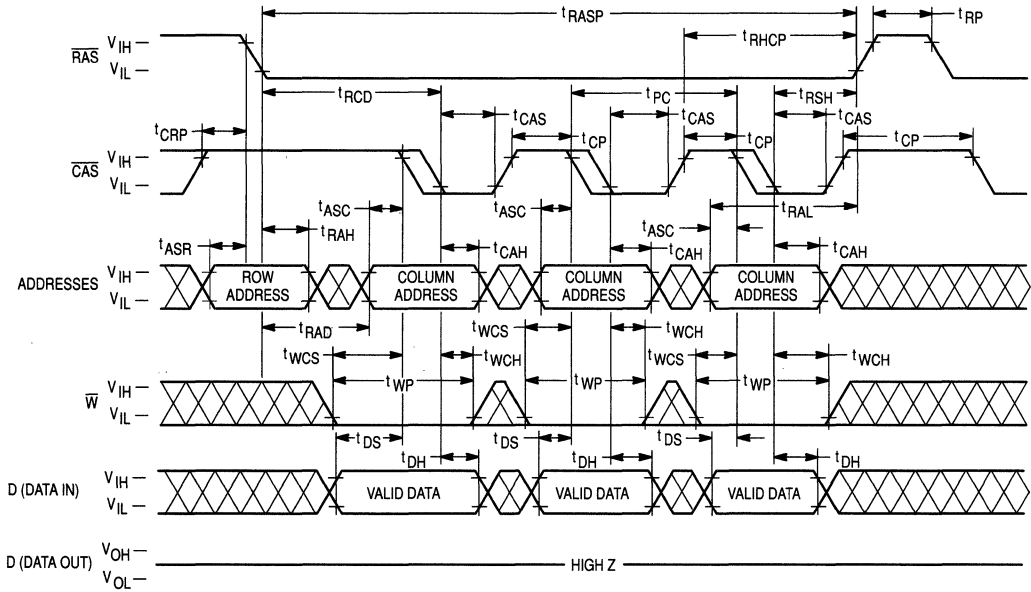 tRASP
tRP
tRHCP
RAS
VIH
VIL
tRCD
tPC
tRSH
tCAS
tCAS
tCAS
tCRP
tCP
tCP
tCP
CAS
VIH
VIL
tASC
tASC
tASC
tRAL
tASR
tRAH
tCAH
tCAH
tCAH
ADDRESSES
VIH
VIL
ROW ADDRESS
COLUMN ADDRESS
COLUMN ADDRESS
COLUMN ADDRESS
tRAD
tWCS
tWCH
tWCS
tWCH
tWCS
tWCH
tWP
tWP
tWP
W
VIH
VIL
tDS
tDS
tDS
tDH
tDH
tDH
D (DATA IN)
VIH
VIL
VALID DATA
VALID DATA
VALID DATA
D (DATA OUT)
VOH
VOL
HIGH Z